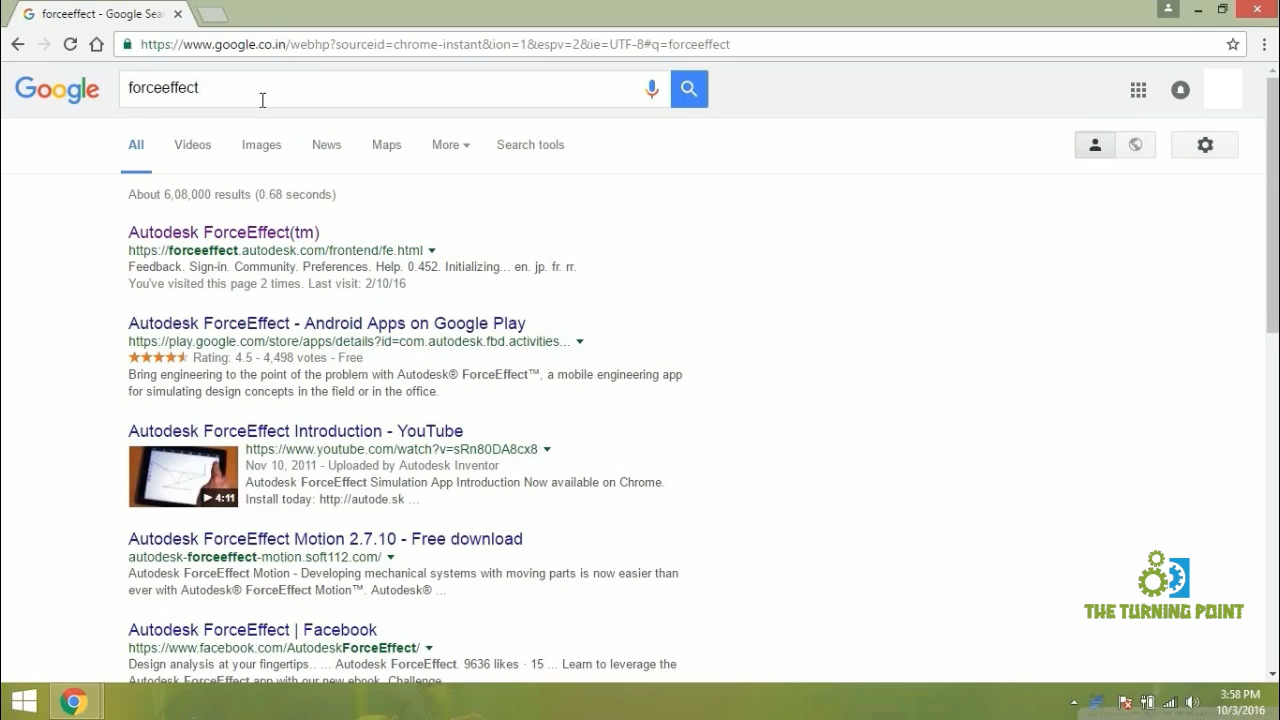 forceeffect - Google Sea
https://www.google.co.in/webhp?sourceid=chrome-instant&ion=1&espv=2&ie=UTF-8#q=forceeffect
Google
forceeffect
All Videos Images News Maps More Search tools
About 6,08,000 results (0.68 seconds)
Autodesk ForceEffect(tm)
https://forceeffect.autodesk.com/frontend/fe.html
Feedback. Sign-in. Community. Preferences. Help. 0.452. Initializing... en. jp. fr. rr.
You've visited this page 2 times. Last visit: 2/10/16
Autodesk ForceEffect - Android Apps on Google Play
https://play.google.com/store/apps/details?id=com.autodesk.fbd.activities...
Rating: 4.5 - 4,498 votes - Free
Bring engineering to the point of the problem with Autodesk® ForceEffect™, a mobile engineering app
for simulating design concepts in the field or in the office.
Autodesk ForceEffect Introduction - YouTube
https://www.youtube.com/watch?v=sRn80DA8cx8
Nov 10, 2011 - Uploaded by Autodesk Inventor
Autodesk ForceEffect Simulation App Introduction Now available on Chrome.
4:11
Install today: http://autode.sk ...
Autodesk ForceEffect Motion 2.7.10 - Free download
autodesk-forceeffect-motion.soft112.com/
Autodesk ForceEffect Motion - Developing mechanical systems with moving parts is now easier than
ever with Autodesk® ForceEffect Motion™. Autodesk® ...
THE TURNING POINT
Autodesk ForceEffect | Facebook
https://www.facebook.com/AutodeskForceEffect/
Design analysis at your fingertips.. ... Autodesk ForceEffect. 9636 likes · 15 ... Learn to leverage the
Autodesk ForceEffect app with our new ebook. Challenge
3:58 PM
10/3/2016